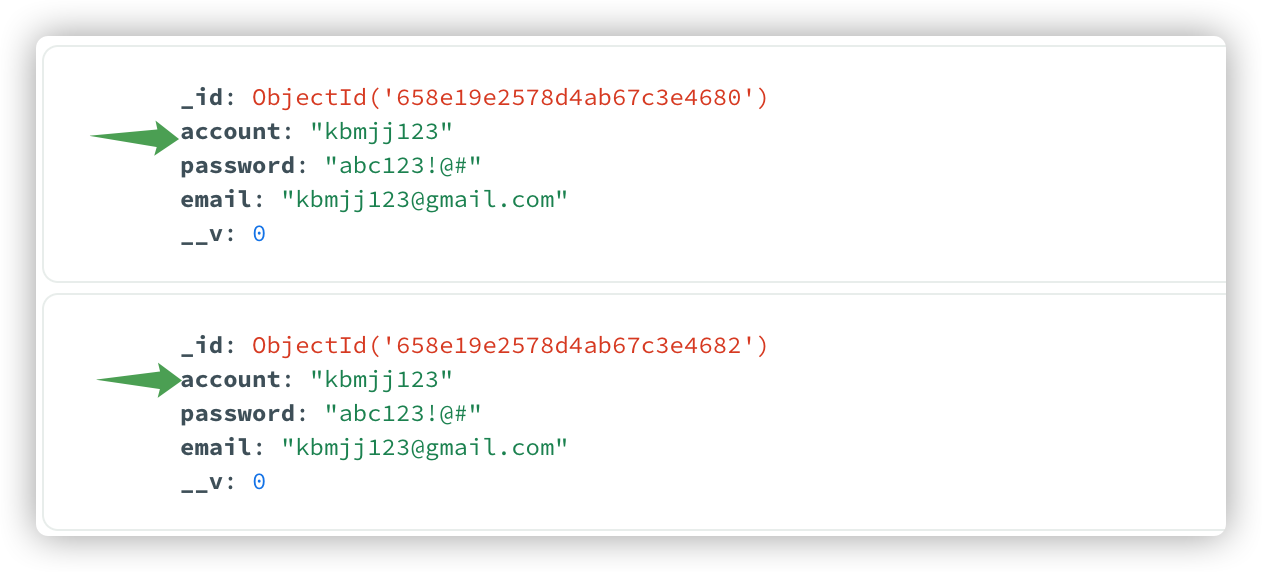 _id: ObjectId('658e19e2578d4ab67c3e4680')
account: "kbmjj123"
password: "abc123!@#"
email: "kbmjj123@gmail.com"
__v: 0
_id: ObjectId('658e19e2578d4ab67c3e4682')
account: "kbmjj123"
password: "abc123!@#"
email: "kbmjj123@gmail.com"
__v: 0